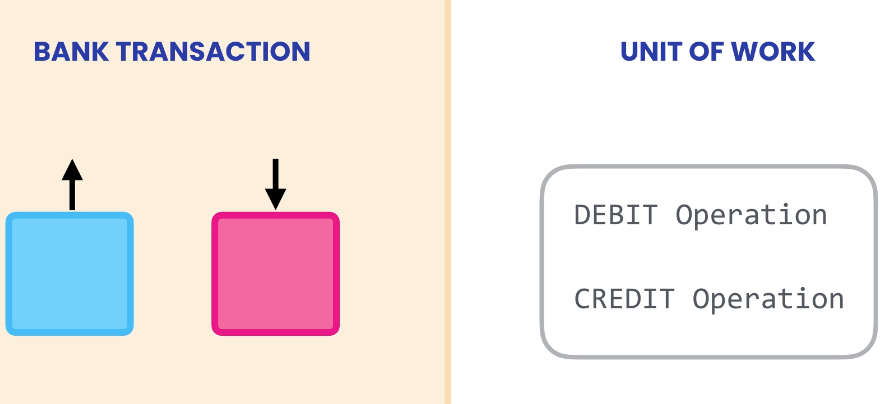 BANK TRANSACTION
UNIT OF WORK
DEBIT Operation
CREDIT Operation